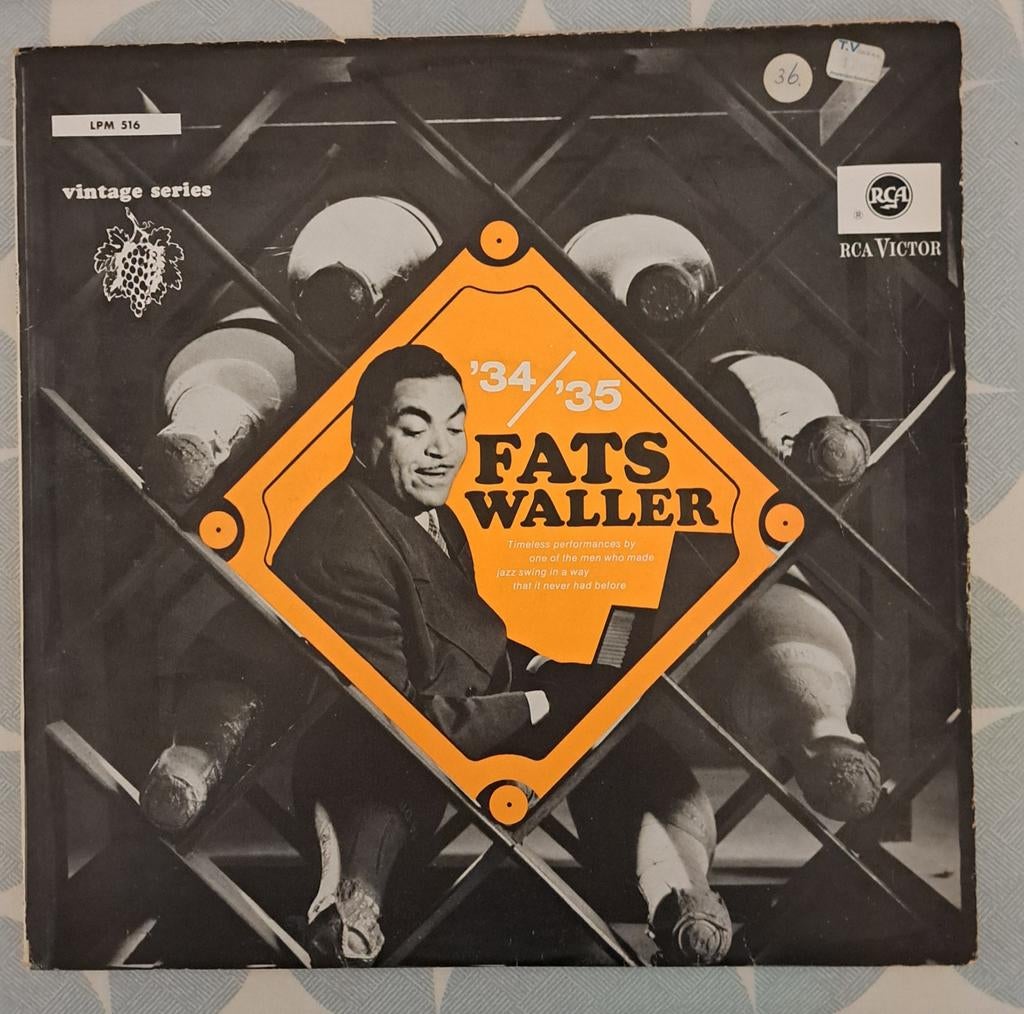 36.
T.V
LPM 516
vintage series
RCA
®
RCA VICTOR
'34/'35
FATS
WALLER
Timeless performances by
one of the men who made
jazz swing in a way
that it never had before